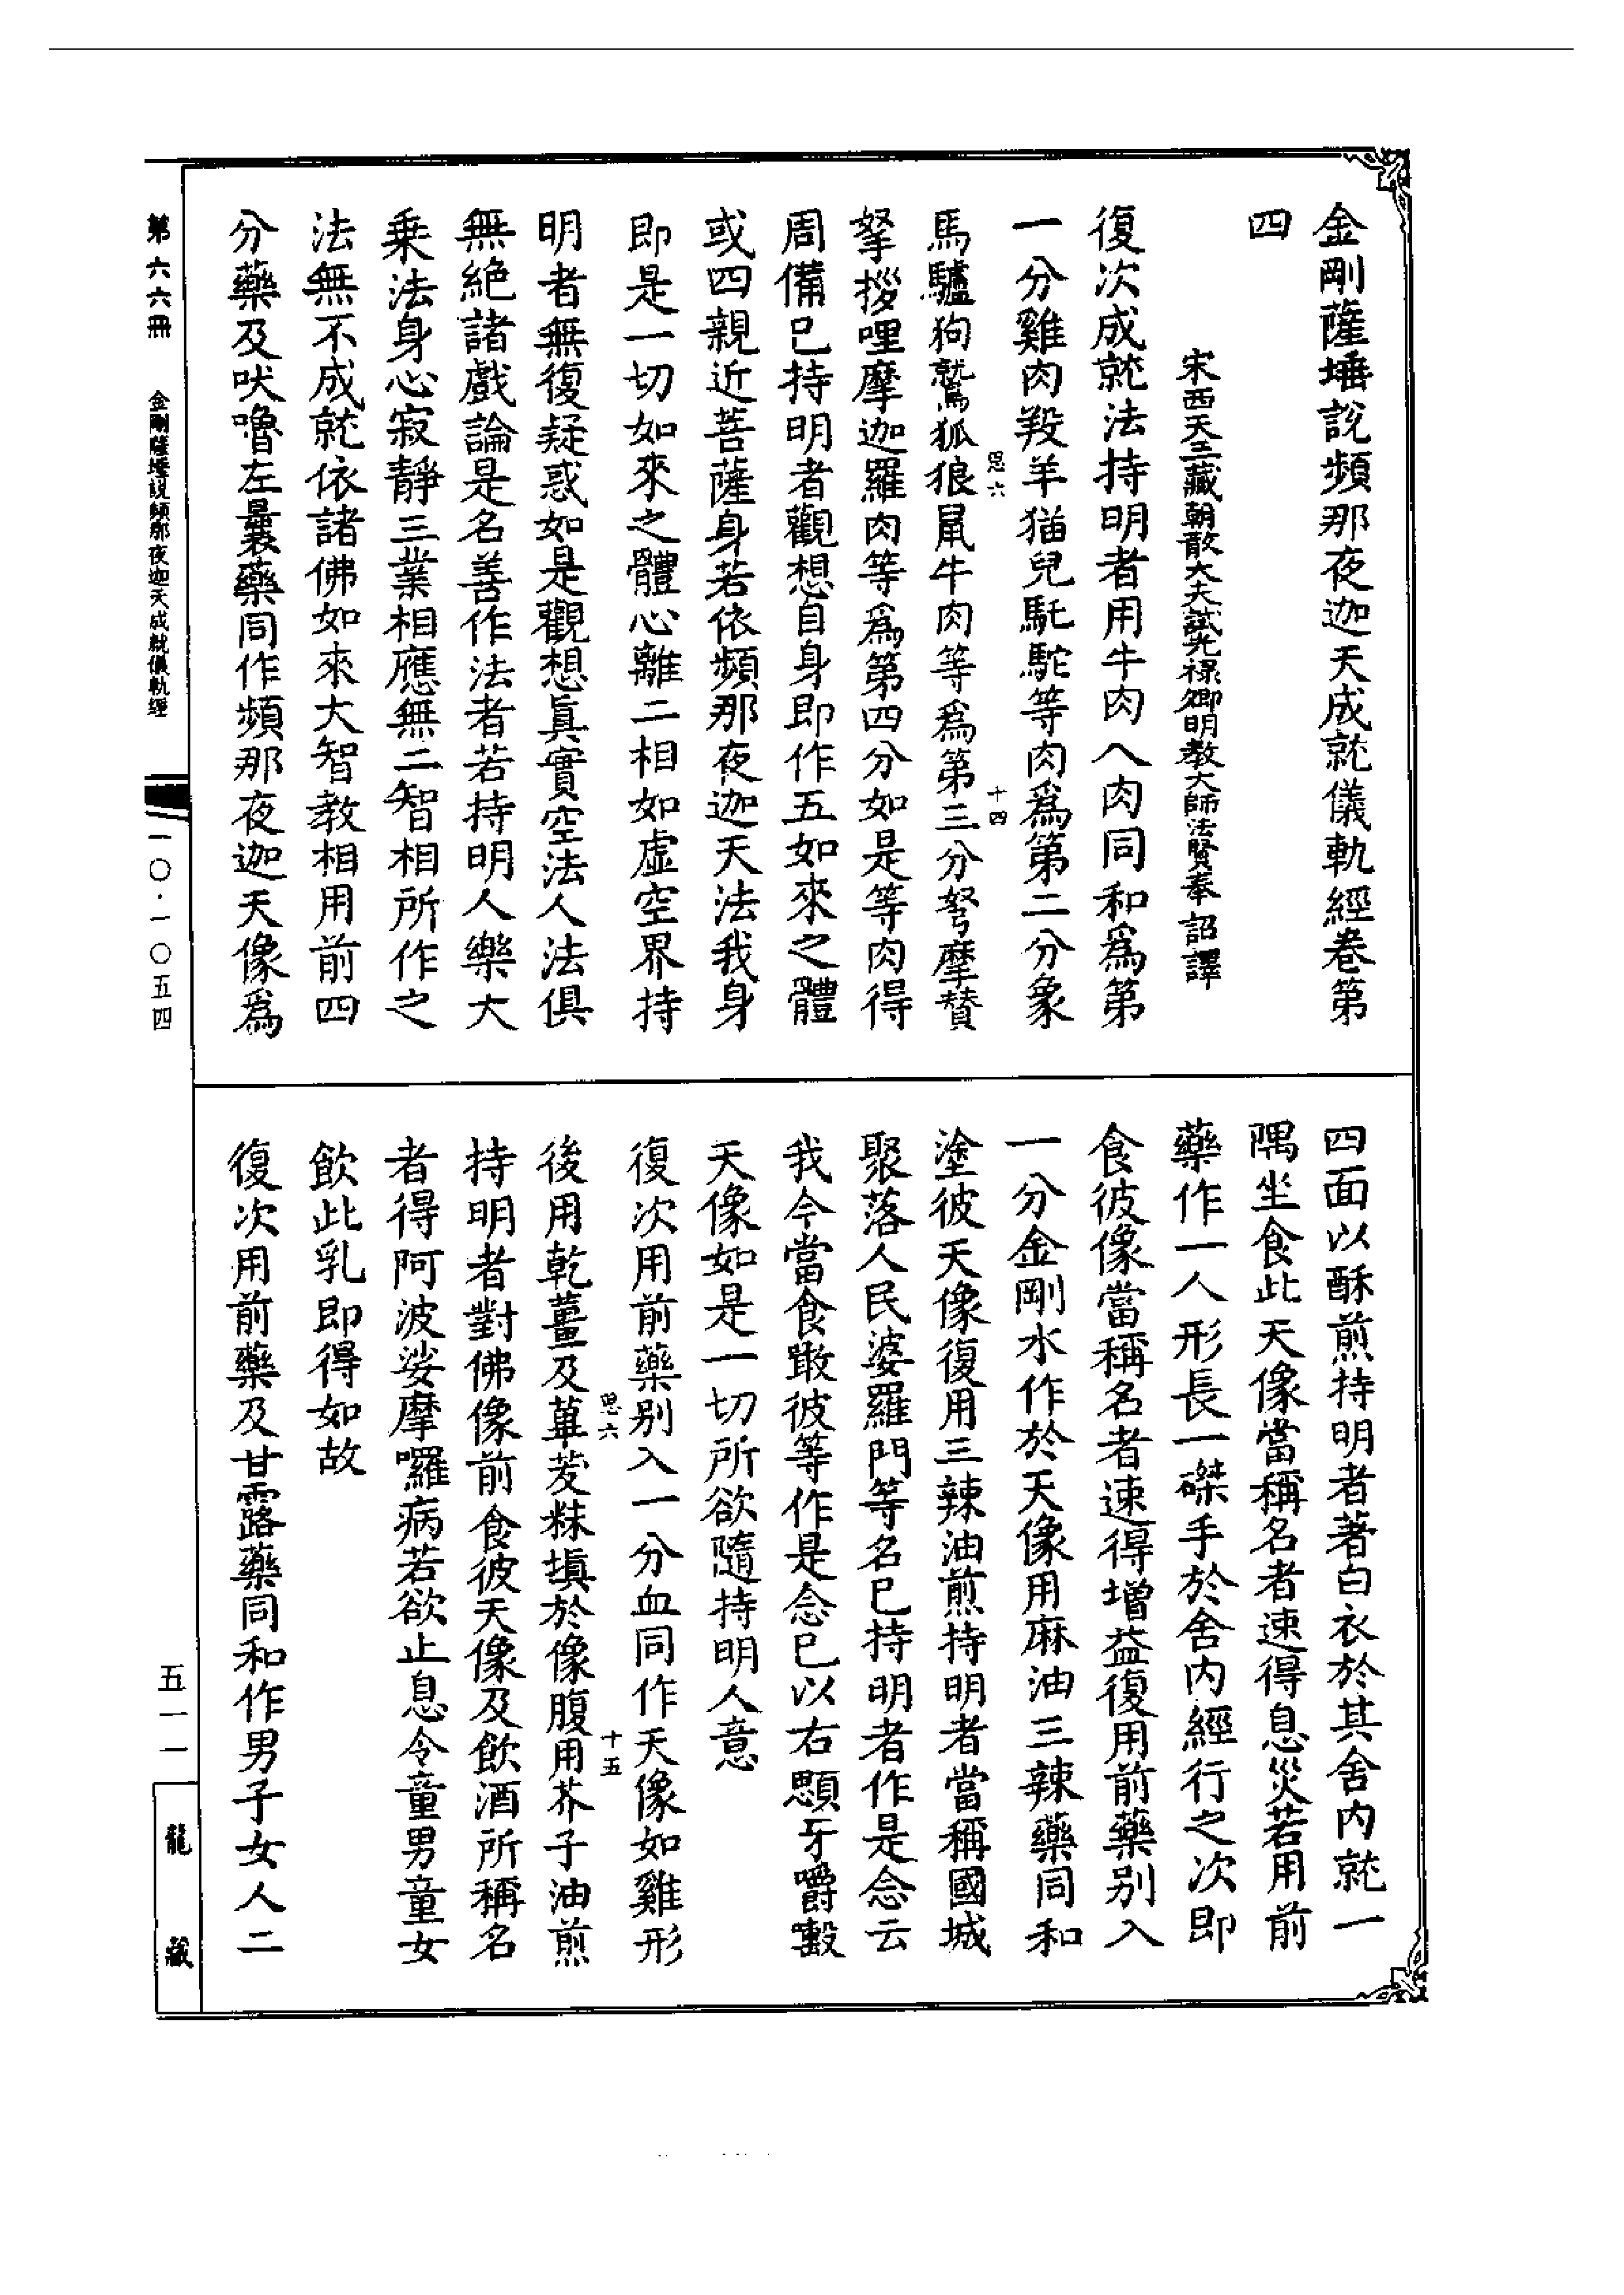 金剛薩埵說頻那夜迦天成就儀軌經卷第
四
宋西天三藏朝散大夫試光祿卿明教大師法賢奉　詔譯
復次成就法持明者用牛肉人肉同和爲第
一分雞肉羖羊猫兒馲駝等肉爲第二分象
馬驢狗鷲狐狼鼠牛肉等爲第三分弩摩賛
拏拶哩摩迦羅肉等爲第四分如是等肉得
周備已持明者觀想自身即作五如來之體
或四親近菩薩身若依頻那夜迦天法我身
即是一切如來之體心離二相如虛空界持
明者無復疑惑如是觀想眞實空法人法俱
無絶諸戲論是名善作法者若持明人樂大
乗法身心寂靜三業相應無二智相所作之
法無不成就依諸佛如來大智教相用前四
分藥及吠嚕左曩藥同作頻那夜迦天像爲
思六
十四
四面以酥煎持明者著白衣於其舍内就一
隅坐食此天像當稱名者速得息災若用前
藥作一人形長一磔手於舍内經行之次即
食彼像當稱名者速得增益復用前藥别入
一分金剛水作於天像用麻油三辣藥同和
塗彼天像復用三辣油煎持明者當稱國城
聚落人民婆羅門等名已持明者作是念云
我今當食噉彼等作是念已以右顋牙嚼齧
天像如是一切所欲隨持明人意
復次用前藥别入一分血同作天像如雞形
後用乾薑及蓽茇粖塡於像腹用芥子油煎
持明者對佛像前食彼天像及飲酒所稱名
者得阿波娑摩囉病若欲止息令童男童女
飲此乳即得如故
復次用前藥及甘露藥同和作男子女人二
思六
十五
第六六冊
金剛薩埵說頻那夜迦天成就儀軌經
一〇·一〇五四
五一一
龍藏